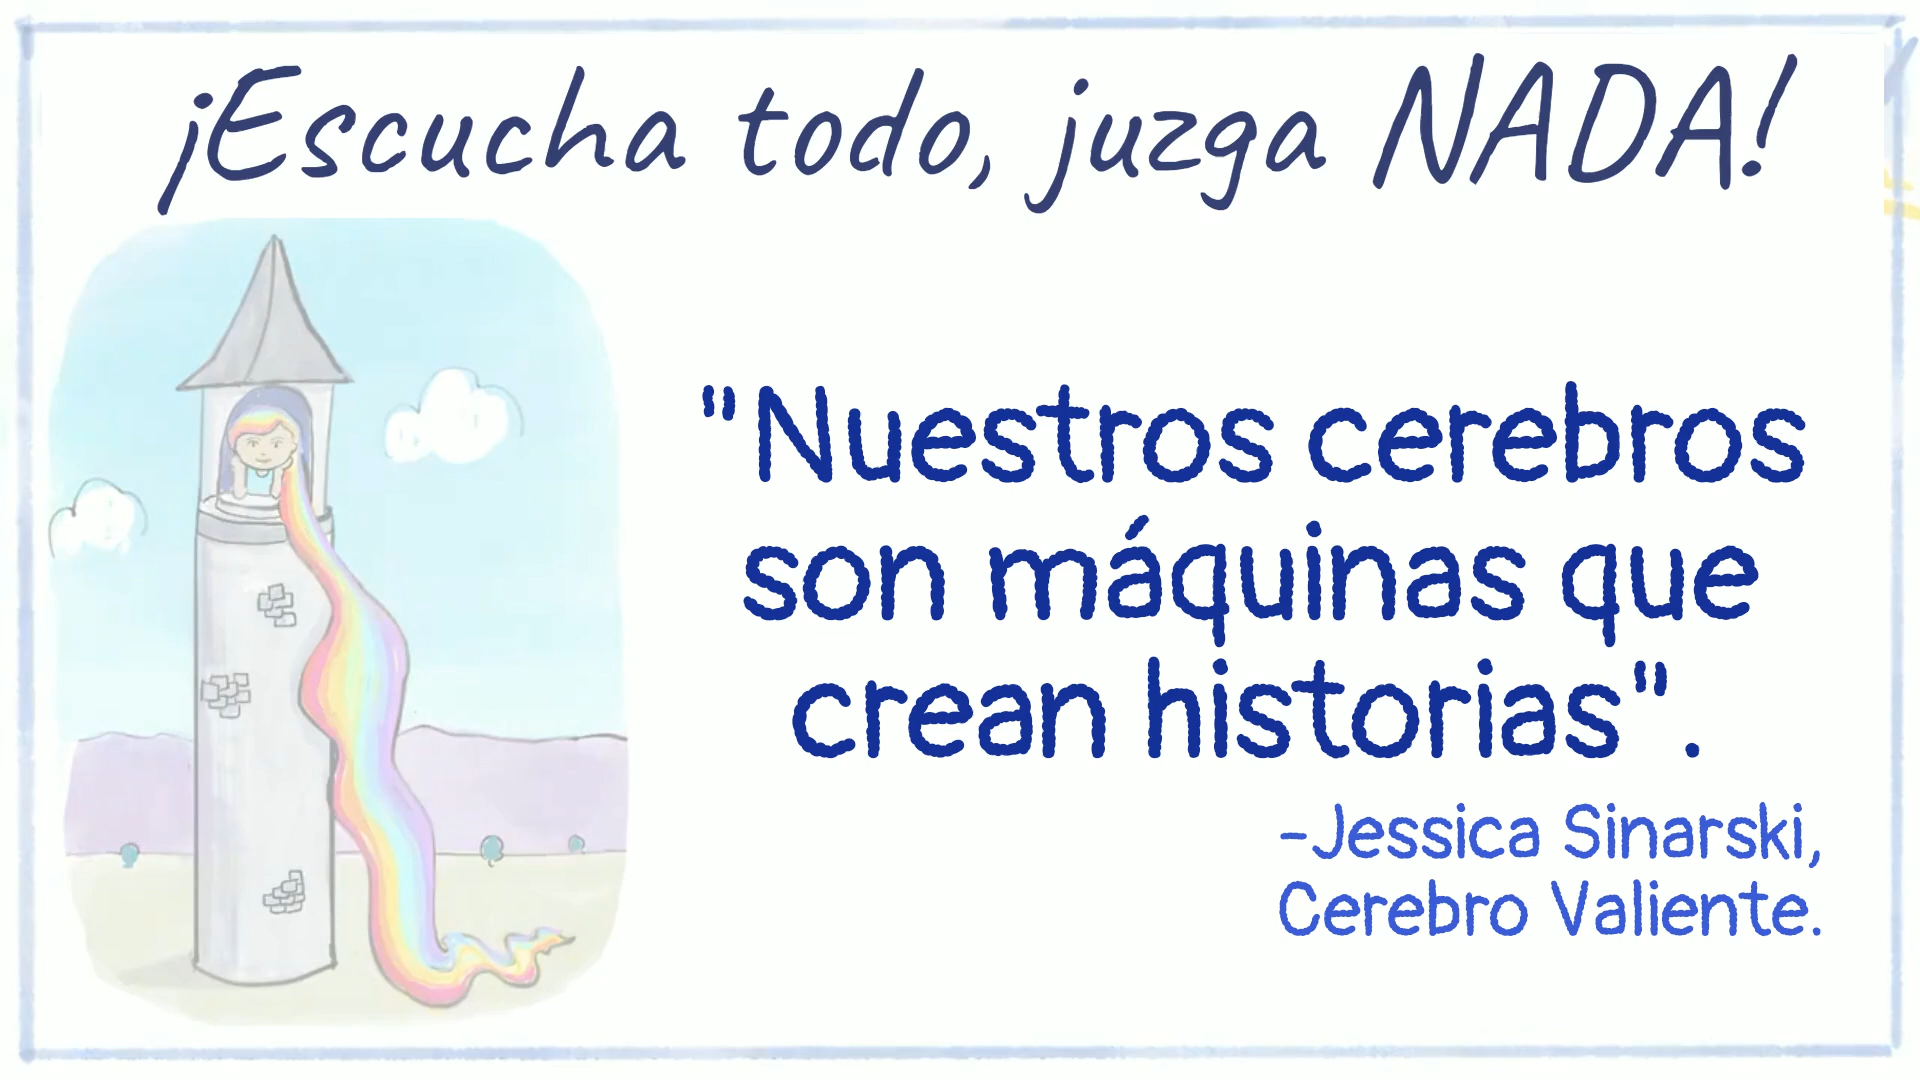 ¡Escucha todo, juzga NADA!
"Nuestros cerebros
son máquinas que
crean historias".
-Jessica Sinarski,
Cerebro Valiente.